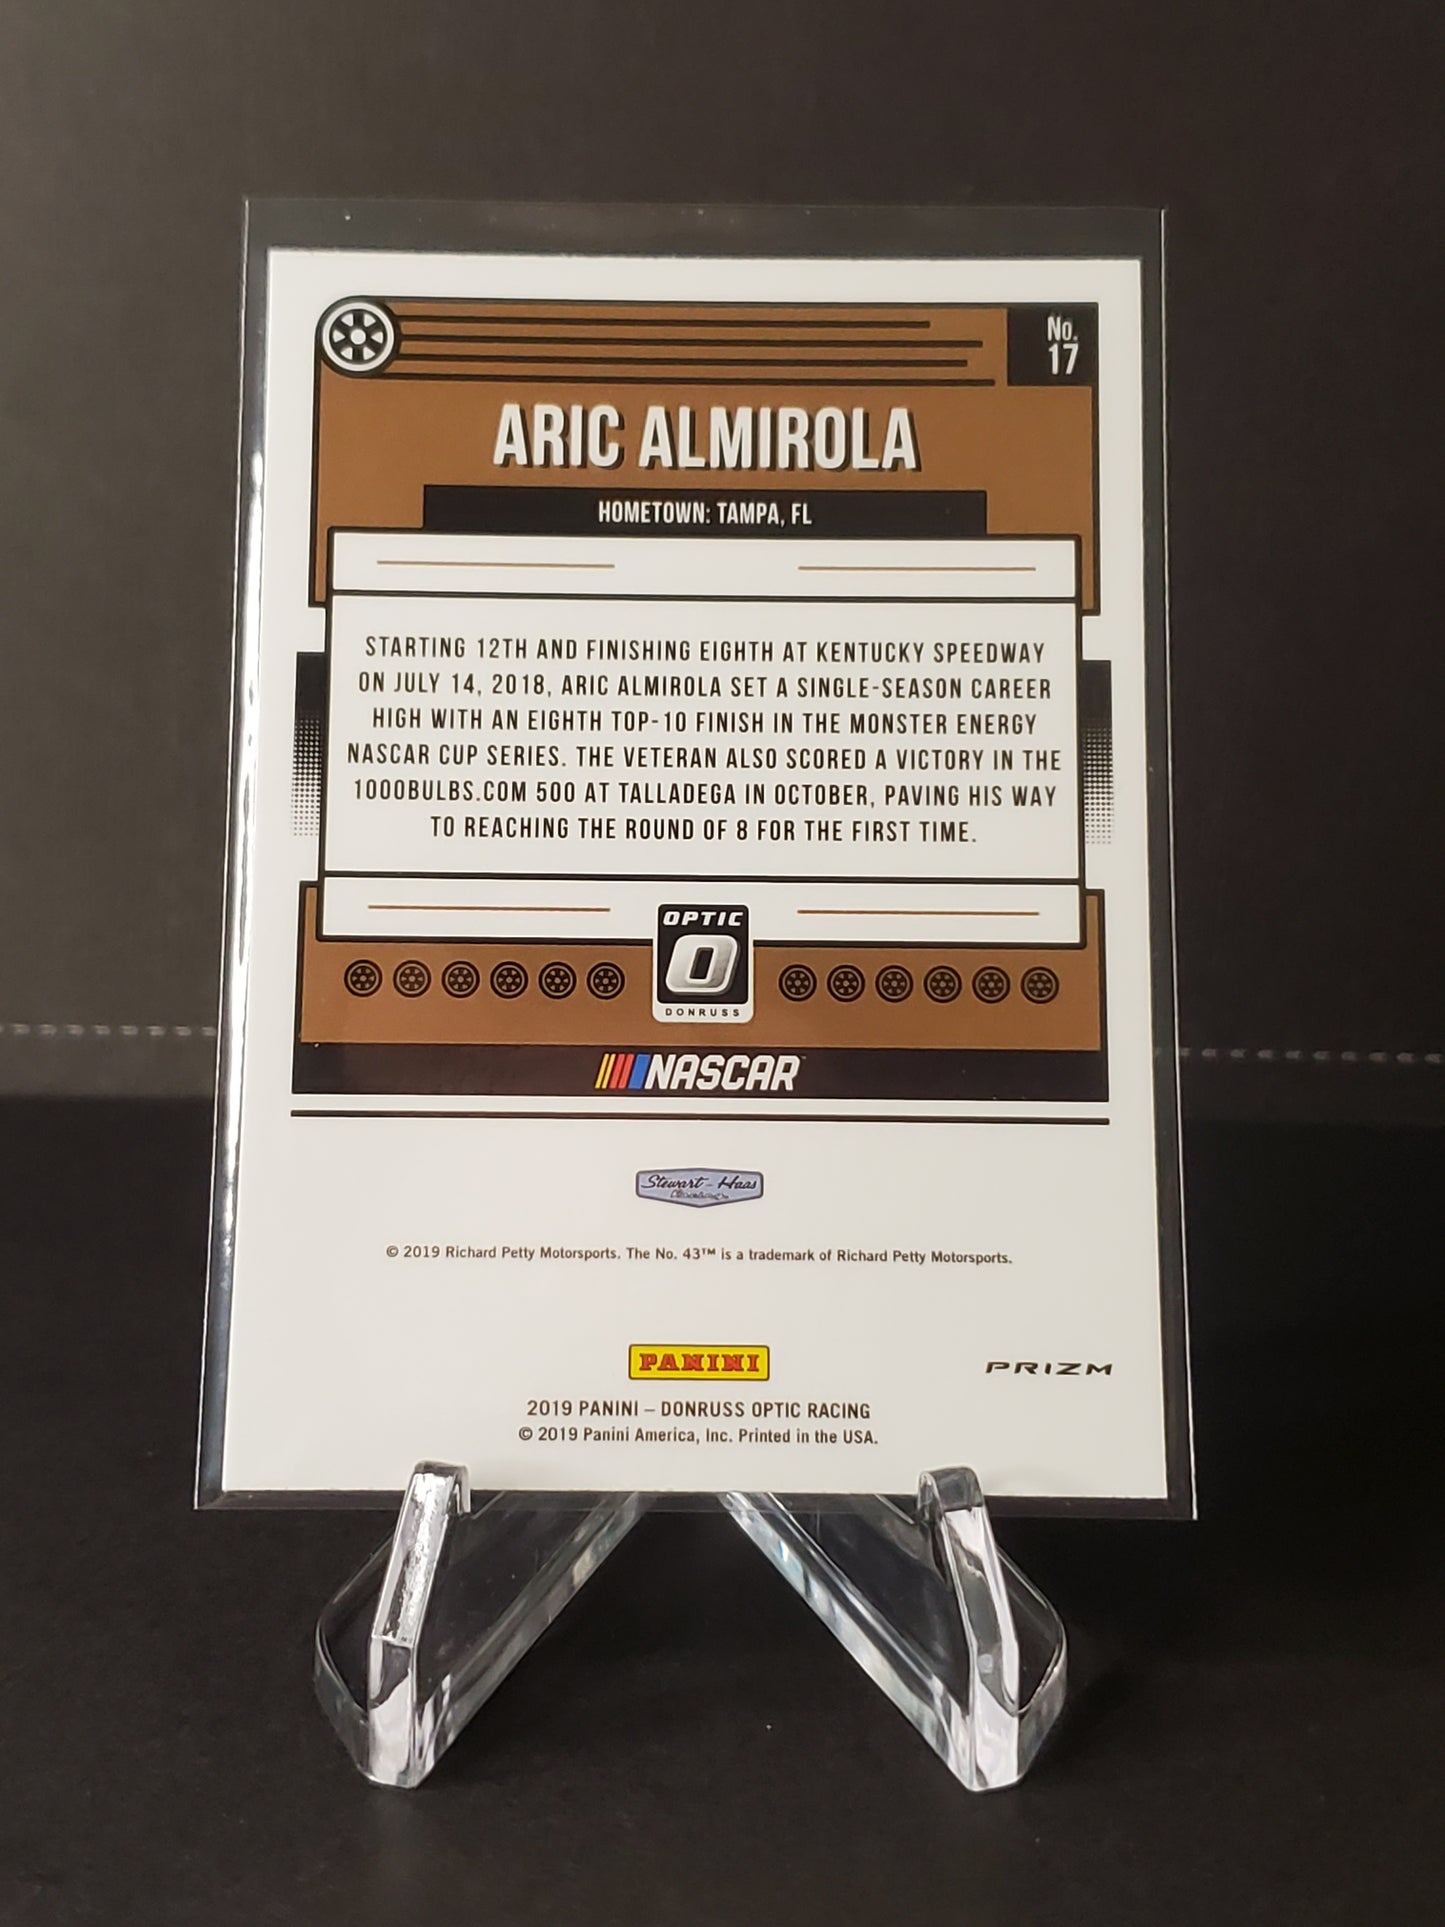 No.
17
ARIC ALMIROLA
HOMETOWN: TAMPA, FL
STARTING 12TH AND FINISHING EIGHTH AT KENTUCKY SPEEDWAY
ON JULY 14, 2018, ARIC ALMIROLA SET A SINGLE-SEASON CAREER
HIGH WITH AN EIGHTH TOP-10 FINISH IN THE MONSTER ENERGY
NASCAR CUP SERIES. THE VETERAN ALSO SCORED A VICTORY IN THE
1000BULBS.COM 500 AT TALLADEGA IN OCTOBER, PAVING HIS WAY
TO REACHING THE ROUND OF 8 FOR THE FIRST TIME.
OPTIC
O
DONRUSS
NASCAR
Stewart-Haas
© 2019 Richard Petty Motorsports. The No. 43™ is a trademark of Richard Petty Motorsports.
PANINI
PRIZM
2019 PANINI – DONRUSS OPTIC RACING
© 2019 Panini America, Inc. Printed in the USA.